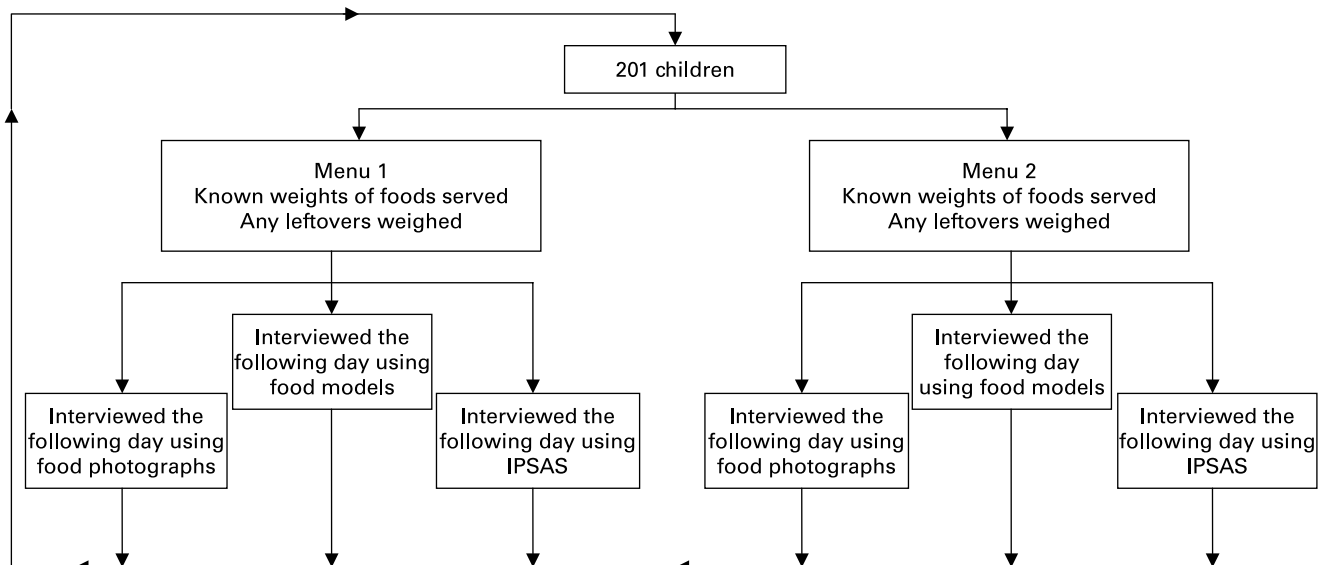 201 children
Menu 1
Known weights of foods served
Any leftovers weighed
Menu 2
Known weights of foods served
Any leftovers weighed
Interviewed the
following day using
food models
Interviewed the
following day
using food models
Interviewed the
following day using
food photographs
Interviewed the
following day using
IPSAS
Interviewed the
following day using
food photographs
Interviewed the
following day using
IPSAS